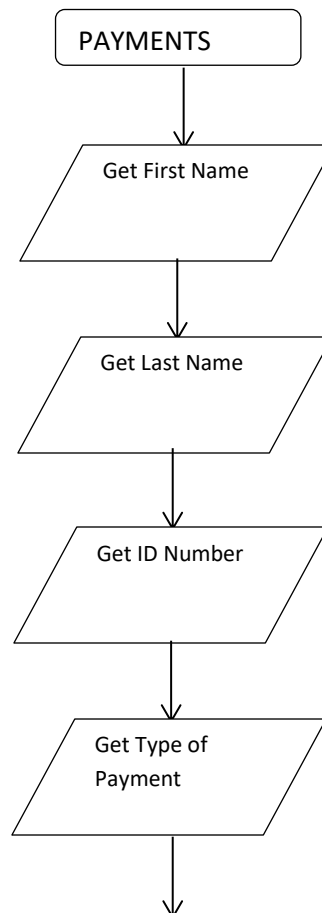 PAYMENTS
Get First Name
Get Last Name
Get ID Number
Get Type of
Payment